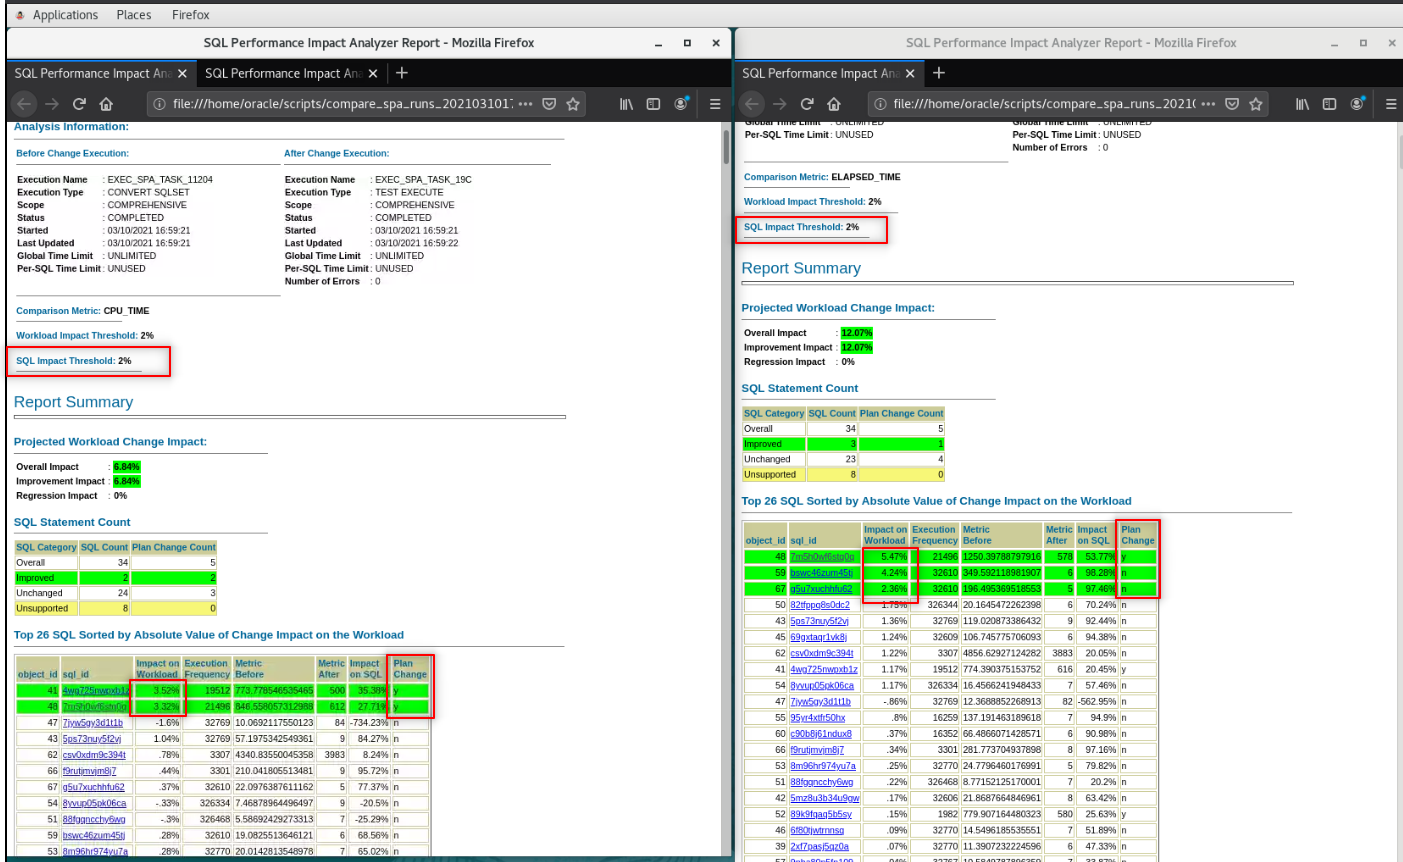 Applications Places Firefox
SQL Performance Impact Analyzer Report - Mozilla Firefox
SQL Performance Impact Ana × SQL Performance Impact Ana × +
file:///home/oracle/scripts/compare_spa_runs_2021031017
Analysis Information:
Before Change Execution: After Change Execution:
Execution Name : EXEC_SPA_TASK_11204 Execution Name : EXEC_SPA_TASK_19C
Execution Type : CONVERT SQLSET Execution Type : TEST EXECUTE
Scope : COMPREHENSIVE Scope : COMPREHENSIVE
Status : COMPLETED Status : COMPLETED
Started : 03/10/2021 16:59:21 Started : 03/10/2021 16:59:21
Last Updated : 03/10/2021 16:59:21 Last Updated : 03/10/2021 16:59:22
Global Time Limit : UNLIMITED Global Time Limit : UNLIMITED
Per-SQL Time Limit : UNUSED Per-SQL Time Limit : UNUSED
Number of Errors : 0
Comparison Metric: CPU_TIME
Workload Impact Threshold: 2%
SQL Impact Threshold: 2%
Report Summary
Projected Workload Change Impact:
Overall Impact : 6.84%
Improvement Impact : 6.84%
Regression Impact : 0%
SQL Statement Count
SQL Category SQL Count Plan Change Count
Overall 34 5
Improved 2 2
Unchanged 24 3
Unsupported 8 0
Top 26 SQL Sorted by Absolute Value of Change Impact on the Workload
object_id sql_id Impact on Workload Execution Frequency Metric Before Metric After Impact on SQL Plan Change
41 4wg725nwpxb1z 3.52% 19512 773.778546535465 500 35.38% y
48 7m5h0wf6stq0q 3.32% 21496 846.558057312988 612 27.71% y
47 7jyw5gy3d1t1b -1.6% 32769 10.0692117550123 84 -734.23% n
43 5ps73nuy5f2vj 1.04% 32769 57.1975342549361 9 84.27% n
62 csv0xdm9c394t .78% 3307 4340.83550045358 3983 8.24% n
66 f9rutjmvjm8j7 .44% 3301 210.041805513481 9 95.72% n
67 g5u7xuchhfu62 .37% 32610 22.0976387611162 5 77.37% n
54 8yvup05pk06ca -.33% 326334 7.46878964496497 9 -20.5% n
51 88fgqncchy6wg -.3% 326468 5.58692429273313 7 -25.29% n
59 bswc46zum45tj .28% 32610 19.0825513646121 6 68.56% n
53 8m96hr974yu7a .28% 32770 20.0142813548978 7 65.02% n
SQL Performance Impact Analyzer Report - Mozilla Firefox
SQL Performance Impact Ana × +
file:///home/oracle/scripts/compare_spa_runs_2021(
Global Time Limit : UNLIMITED Global Time Limit : UNLIMITED
Per-SQL Time Limit : UNUSED Per-SQL Time Limit : UNUSED
Number of Errors : 0
Comparison Metric: ELAPSED_TIME
Workload Impact Threshold: 2%
SQL Impact Threshold: 2%
Report Summary
Projected Workload Change Impact:
Overall Impact : 12.07%
Improvement Impact : 12.07%
Regression Impact : 0%
SQL Statement Count
SQL Category SQL Count Plan Change Count
Overall 34 5
Improved 3 1
Unchanged 23 4
Unsupported 8 0
Top 26 SQL Sorted by Absolute Value of Change Impact on the Workload
object_id sql_id Impact on Workload Execution Frequency Metric Before Metric After Impact on SQL Plan Change
48 7m5h0wf6stq0q 5.47% 21496 1250.39788797916 578 53.77% y
59 bswc46zum45tj 4.24% 32610 349.592118981907 6 98.28% n
67 g5u7xuchhfu62 2.36% 32610 196.495369518553 5 97.46% n
50 82tfppq8s0dc2 1.75% 326344 20.1645472262398 6 70.24% n
43 5ps73nuy5f2vj 1.36% 32769 119.020873386432 9 92.44% n
45 69gxtaqr1vk8j 1.24% 32609 106.745775706093 6 94.38% n
62 csv0xdm9c394t 1.22% 3307 4856.62927124282 3883 20.05% n
41 4wg725nwpxb1z 1.17% 19512 774.390375153752 616 20.45% y
54 8yvup05pk06ca 1.17% 326334 16.4566241948433 7 57.46% n
47 7jyw5gy3d1t1b -.86% 32769 12.3688852268913 82 -562.95% n
55 95yr4xtfr50hx .8% 16259 137.191463189618 7 94.9% n
60 c90b8j61ndux8 .37% 16352 66.4866071428571 6 90.98% n
66 f9rutjmvjm8j7 .34% 3301 281.773704937898 8 97.16% n
53 8m96hr974yu7a .25% 32770 24.7796460176991 5 79.82% n
51 88fgqncchy6wg .22% 326468 8.77152125170001 7 20.2% n
42 5mz8u3b34u9gw .17% 32606 21.8687664846961 8 63.42% n
52 89k9fqaq5b5sy .15% 1982 779.907164480323 580 25.63% y
46 6f80tjwtrnnsq .09% 32770 14.5496185535551 7 51.89% n
39 2xf7pasj5qz0a .07% 32770 11.3907232224596 6 47.33% n